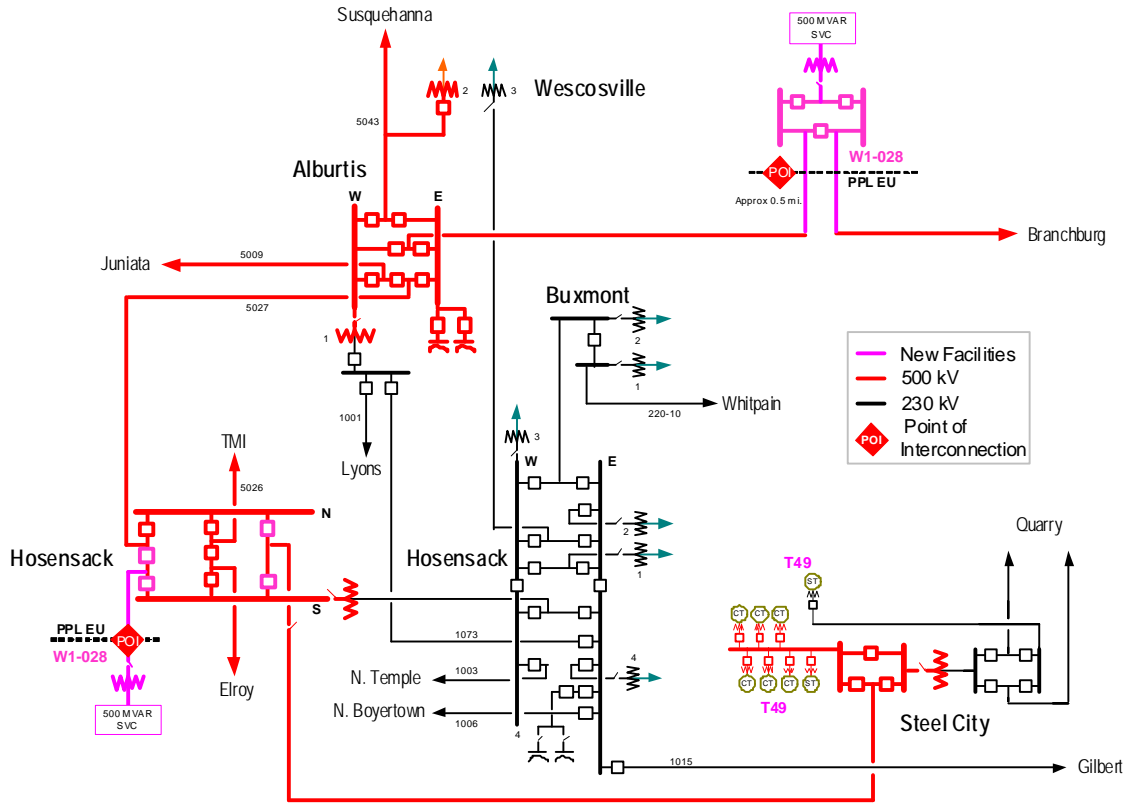 Susquehanna
500 MVAR
SVC
2
3
Wescosville
5043
W1-028
Alburtis
POI
PPL EU
W
E
Approx 0.5 mi.
Branchburg
Juniata
5009
5027
Buxmont
1
2
1
New Facilities
500 kV
230 kV
POI
Point of
Interconnection
220-10
Whitpain
1001
3
TMI
Lyons
W
E
5026
N
Quarry
2
Hosensack
Hosensack
1
T49
ST
S
CT
CT
CT
PPL EU
POI
1073
W1-028
4
N. Temple
1003
Elroy
CT
CT
CT
ST
T49
N. Boyertown
1006
Steel City
500 MVAR
SVC
4
1015
Gilbert